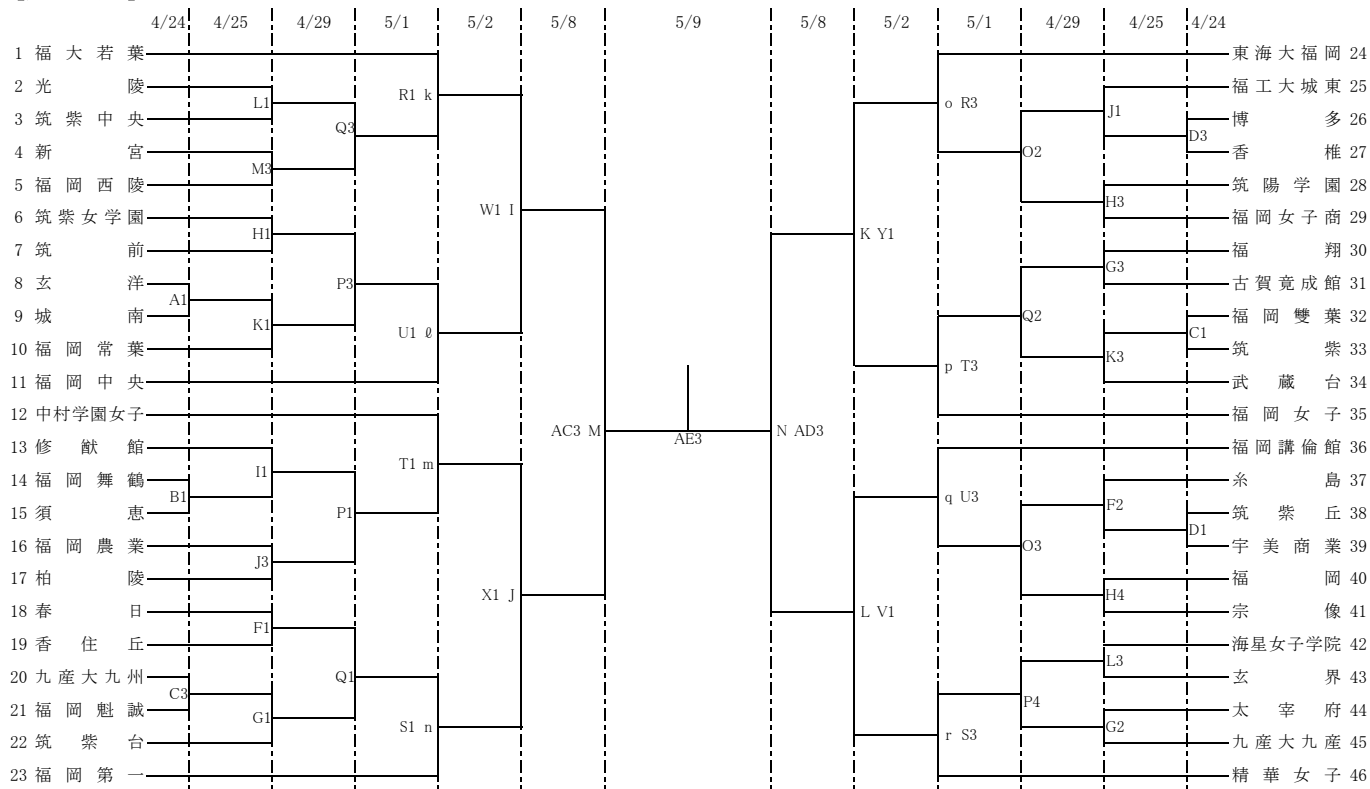 4/24 4/25 4/29 5/1 5/2 5/8 5/9 5/8 5/2 5/1 4/29 4/25 4/24
1 福大若葉
2 光陵
3 筑紫中央
4 新宮
5 福岡西陵
6 筑紫女学園
7 筑前
8 玄洋
9 城南
10 福岡常葉
11 福岡中央
12 中村学園女子
13 修猷館
14 福岡舞鶴
15 須恵
16 福岡農業
17 柏陵
18 春日
19 香住丘
20 九産大九州
21 福岡魁誠
22 筑紫台
23 福岡第一
A1
B1
C3
L1
M3
H1
K1
I1
J3
F1
G1
Q3
P3
P1
Q1
R1 k
U1 ℓ
T1 m
S1 n
W1 I
X1 J
AC3 M
AE3
N AD3
K Y1
L V1
o R3
p T3
q U3
r S3
O2
Q2
O3
P4
J1
H3
G3
K3
F2
H4
L3
G2
D3
C1
D1
東海大福岡 24
福工大城東 25
博多 26
香椎 27
筑陽学園 28
福岡女子商 29
福翔 30
古賀竟成館 31
福岡雙葉 32
筑紫 33
武蔵台 34
福岡女子 35
福岡講倫館 36
糸島 37
筑紫丘 38
宇美商業 39
福岡 40
宗像 41
海星女子学院 42
玄界 43
太宰府 44
九産大九産 45
精華女子 46